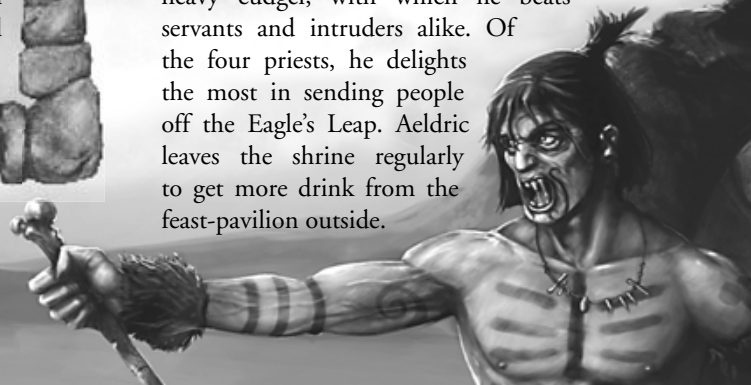 heavy cudgel, with which he beats
servants and intruders alike. Of
the four priests, he delights
the most in sending people
off the Eagle's Leap. Aeldric
leaves the shrine regularly
to get more drink from the
feast-pavilion outside.